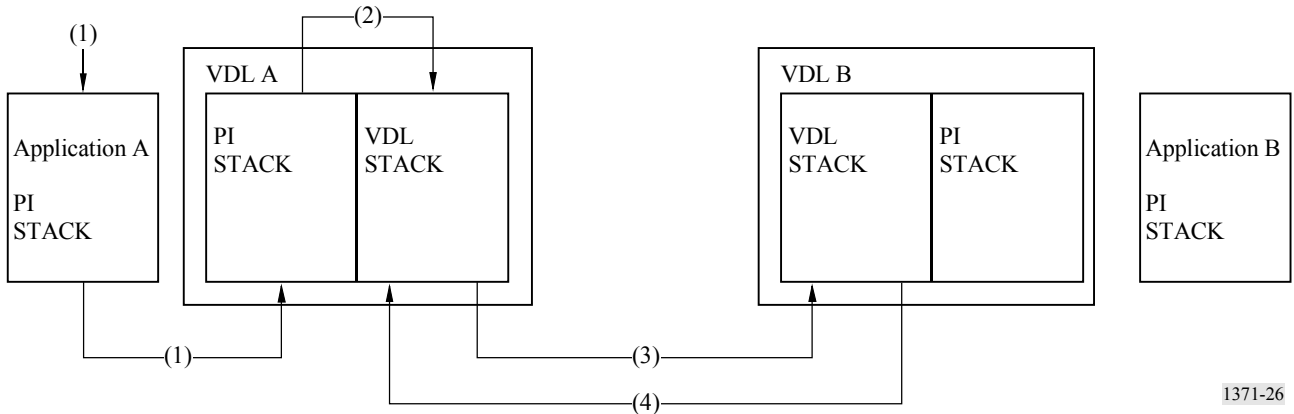 (2)
(1)
VDL A
VDL B
Application A
PI
STACK
PI
STACK
VDL
STACK
VDL
STACK
PI
STACK
Application B
PI
STACK
(1)
(3)
(4)
1371-26